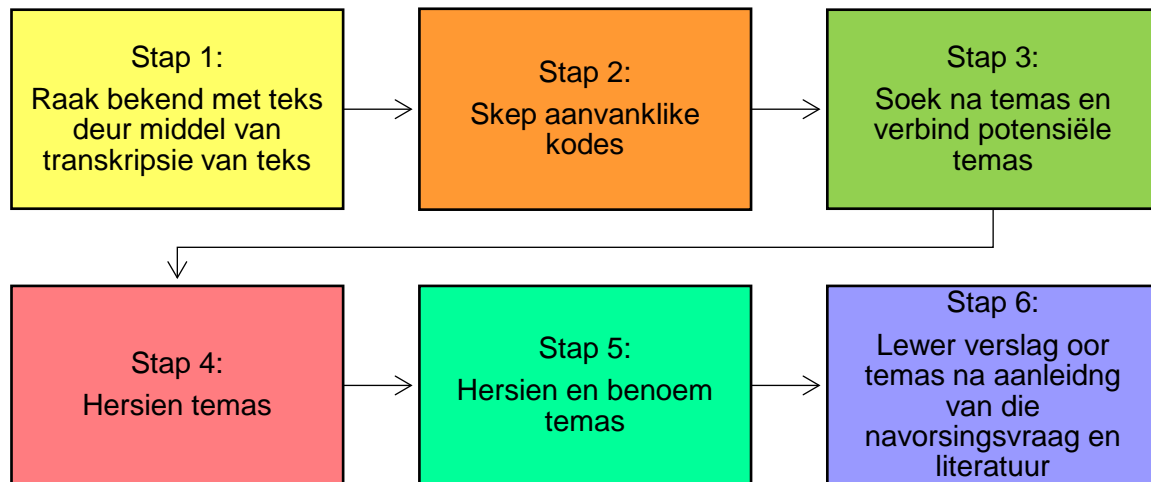 Stap 1:
Raak bekend met teks
deur middel van
transkripsie van teks
Stap 2:
Skep aanvanklike
kodes
Stap 3:
Soek na temas en
verbind potensiële
temas
Stap 4:
Hersien temas
Stap 5:
Hersien en benoem
temas
Stap 6:
Lewer verslag oor
temas na aanleidng
van die
navorsingsvraag en
literatuur